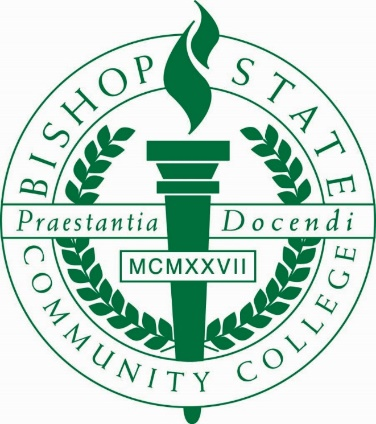 BISHOP STATE
Praestantia Docendi
MCMXXVII
COMMUNITY COLLEGE